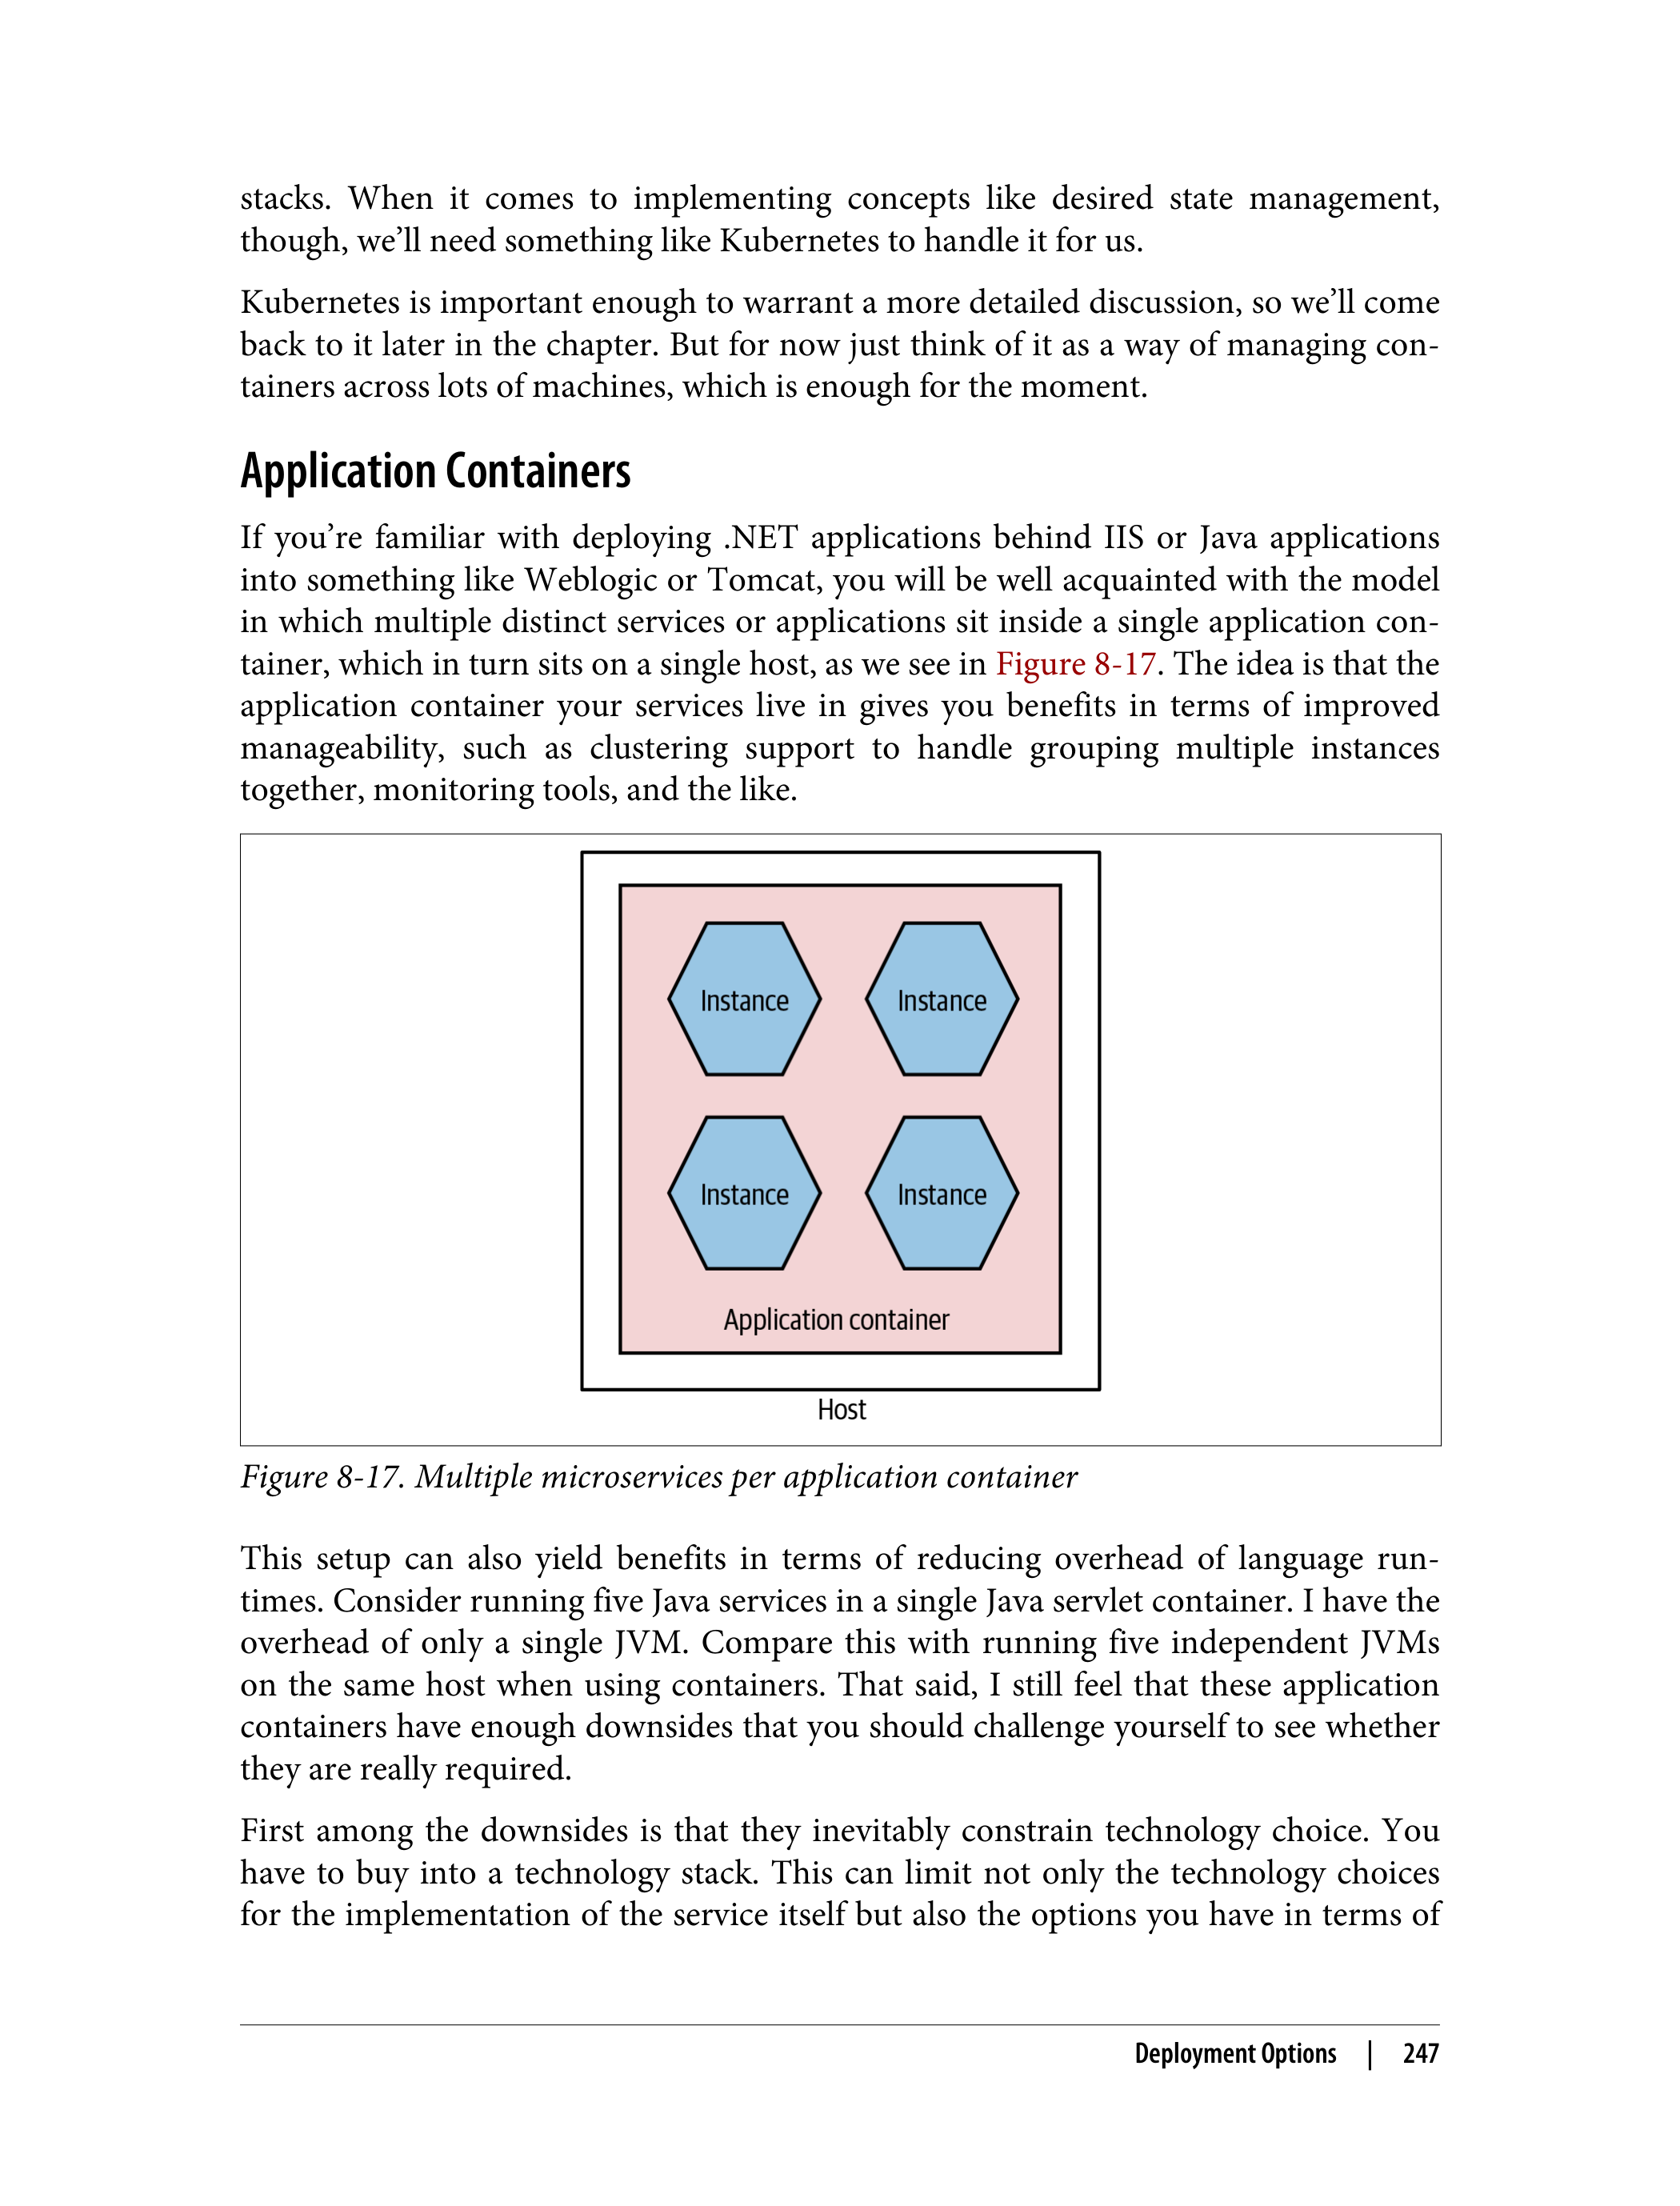 stacks. When it comes to implementing concepts like desired state management,
though, we’ll need something like Kubernetes to handle it for us.
Kubernetes is important enough to warrant a more detailed discussion, so we’ll come
back to it later in the chapter. But for now just think of it as a way of managing con-
tainers across lots of machines, which is enough for the moment.
Application Containers
If you’re familiar with deploying .NET applications behind IIS or Java applications
into something like Weblogic or Tomcat, you will be well acquainted with the model
in which multiple distinct services or applications sit inside a single application con-
tainer, which in turn sits on a single host, as we see in Figure 8-17. The idea is that the
application container your services live in gives you benefits in terms of improved
manageability, such as clustering support to handle grouping multiple instances
together, monitoring tools, and the like.
Instance Instance
Instance Instance
Application container
Host
Figure 8-17. Multiple microservices per application container
This setup can also yield benefits in terms of reducing overhead of language run-
times. Consider running five Java services in a single Java servlet container. I have the
overhead of only a single JVM. Compare this with running five independent JVMs
on the same host when using containers. That said, I still feel that these application
containers have enough downsides that you should challenge yourself to see whether
they are really required.
First among the downsides is that they inevitably constrain technology choice. You
have to buy into a technology stack. This can limit not only the technology choices
for the implementation of the service itself but also the options you have in terms of
Deployment Options | 247